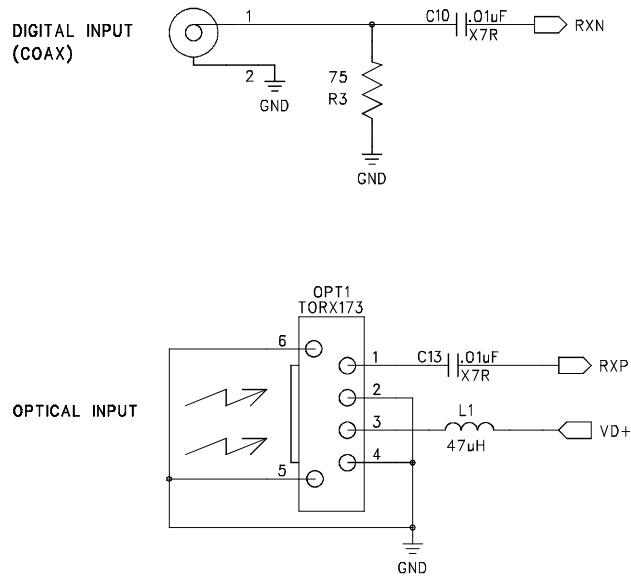 DIGITAL INPUT
(COAX)
1
2
GND
75
R3
GND
C10
.01uF
X7R
RXN
OPT1
TORX173
6
5
1
2
3
4
C13
.01uF
X7R
RXP
OPTICAL INPUT
L1
47uH
VD+
GND